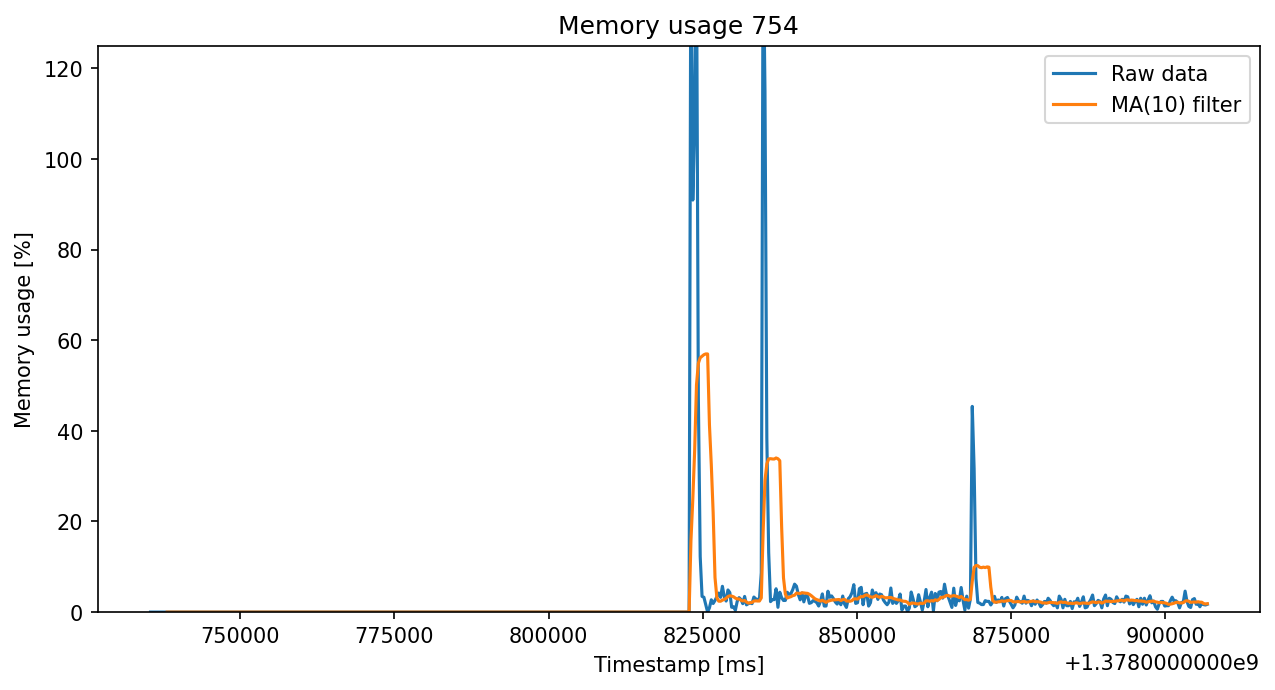 Memory usage 754
Raw data
MA(10) filter
Memory usage [%]
120
100
80
60
40
20
0
750000 775000 800000 825000 850000 875000 900000
Timestamp [ms]
+1.3780000000e9